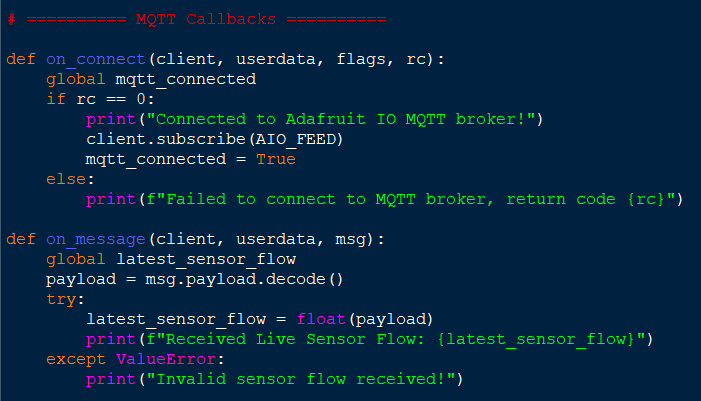 # ========== MQTT Callbacks ==========
def on_connect(client, userdata, flags, rc):
    global mqtt_connected
    if rc == 0:
        print("Connected to Adafruit IO MQTT broker!")
        client.subscribe(AIO_FEED)
        mqtt_connected = True
    else:
        print(f"Failed to connect to MQTT broker, return code {rc}")
def on_message(client, userdata, msg):
    global latest_sensor_flow
    payload = msg.payload.decode()
    try:
        latest_sensor_flow = float(payload)
        print(f"Received Live Sensor Flow: {latest_sensor_flow}")
    except ValueError:
        print("Invalid sensor flow received!")